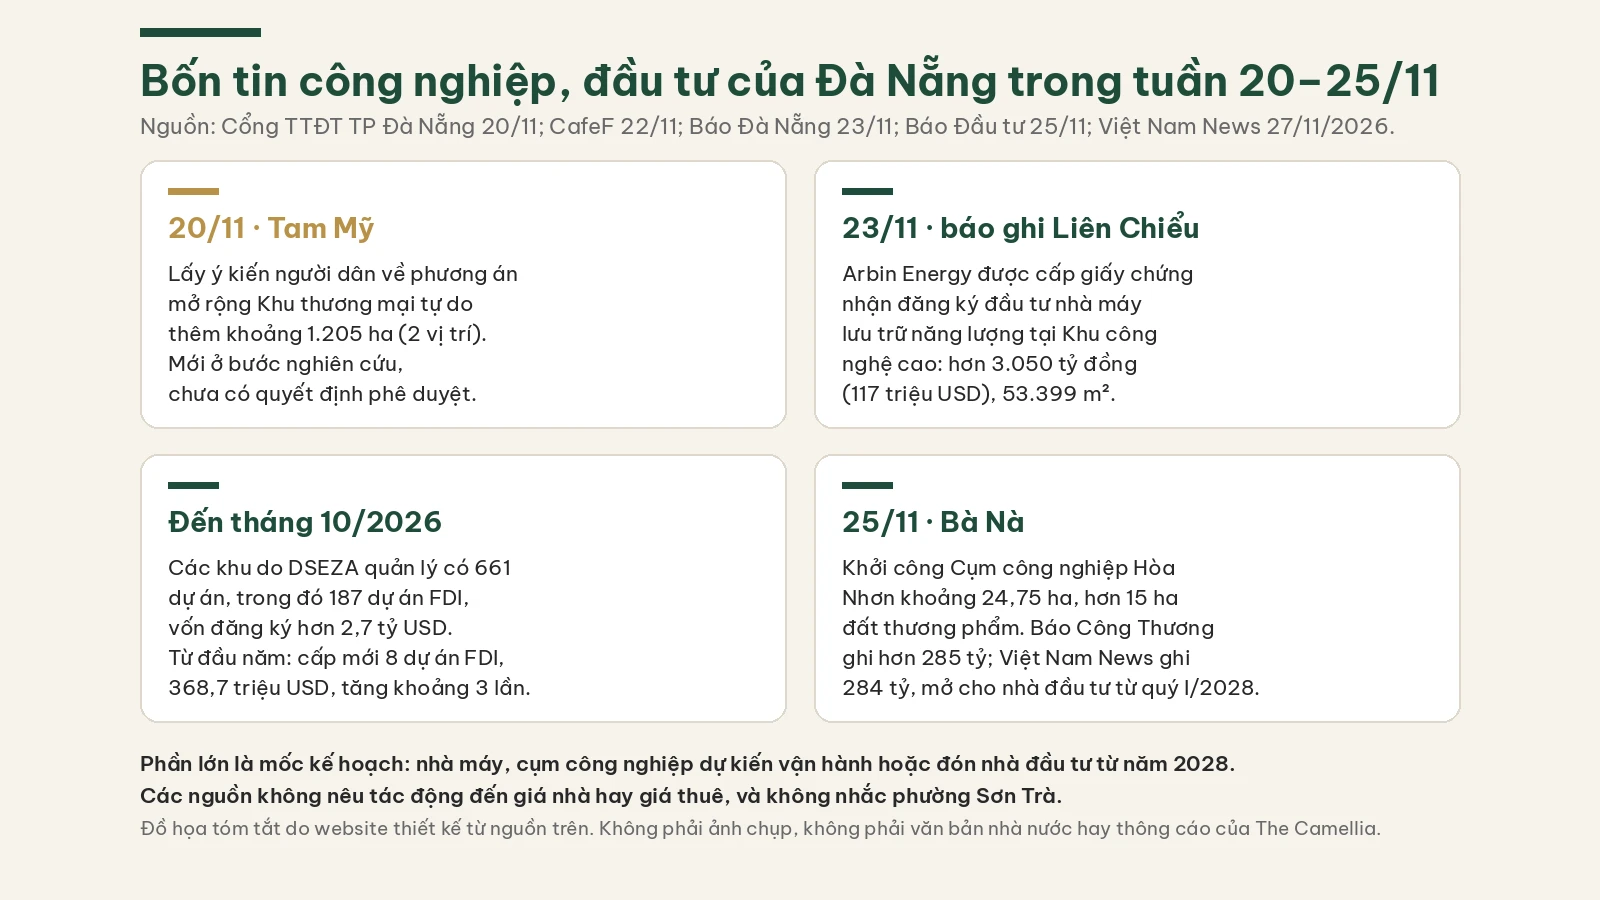 Bốn tin công nghiệp, đầu tư của Đà Nẵng trong tuần 20–25/11
Nguồn: Cổng TTĐT TP Đà Nẵng 20/11; CafeF 22/11; Báo Đà Nẵng 23/11; Báo Đầu tư 25/11; Việt Nam News 27/11/2026.
20/11 · Tam Mỹ
Lấy ý kiến người dân về phương án
mở rộng Khu thương mại tự do
thêm khoảng 1.205 ha (2 vị trí).
Mới ở bước nghiên cứu,
chưa có quyết định phê duyệt.
23/11 · báo ghi Liên Chiểu
Arbin Energy được cấp giấy chứng
nhận đăng ký đầu tư nhà máy
lưu trữ năng lượng tại Khu công
nghệ cao: hơn 3.050 tỷ đồng
(117 triệu USD), 53.399 m².
Đến tháng 10/2026
Các khu do DSEZA quản lý có 661
dự án, trong đó 187 dự án FDI,
vốn đăng ký hơn 2,7 tỷ USD.
Từ đầu năm: cấp mới 8 dự án FDI,
368,7 triệu USD, tăng khoảng 3 lần.
25/11 · Bà Nà
Khởi công Cụm công nghiệp Hòa
Nhơn khoảng 24,75 ha, hơn 15 ha
đất thương phẩm. Báo Công Thương
ghi hơn 285 tỷ; Việt Nam News ghi
284 tỷ, mở cho nhà đầu tư từ quý I/2028.
Phần lớn là mốc kế hoạch: nhà máy, cụm công nghiệp dự kiến vận hành hoặc đón nhà đầu tư từ năm 2028.
Các nguồn không nêu tác động đến giá nhà hay giá thuê, và không nhắc phường Sơn Trà.
Đồ họa tóm tắt do website thiết kế từ nguồn trên. Không phải ảnh chụp, không phải văn bản nhà nước hay thông cáo của The Camellia.